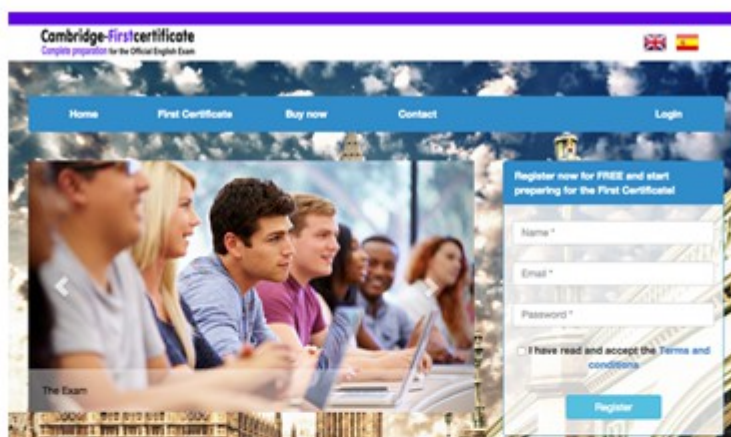 Cambridge-Firstcertificate
Complete preparation for the Official English Exam
Home First Certificate Buy now Contact Login
Register now for FREE and start
preparing for the First Certificate!
Name *
Email *
Password *
I have read and accept the Terms and
conditions
Register
The Exam